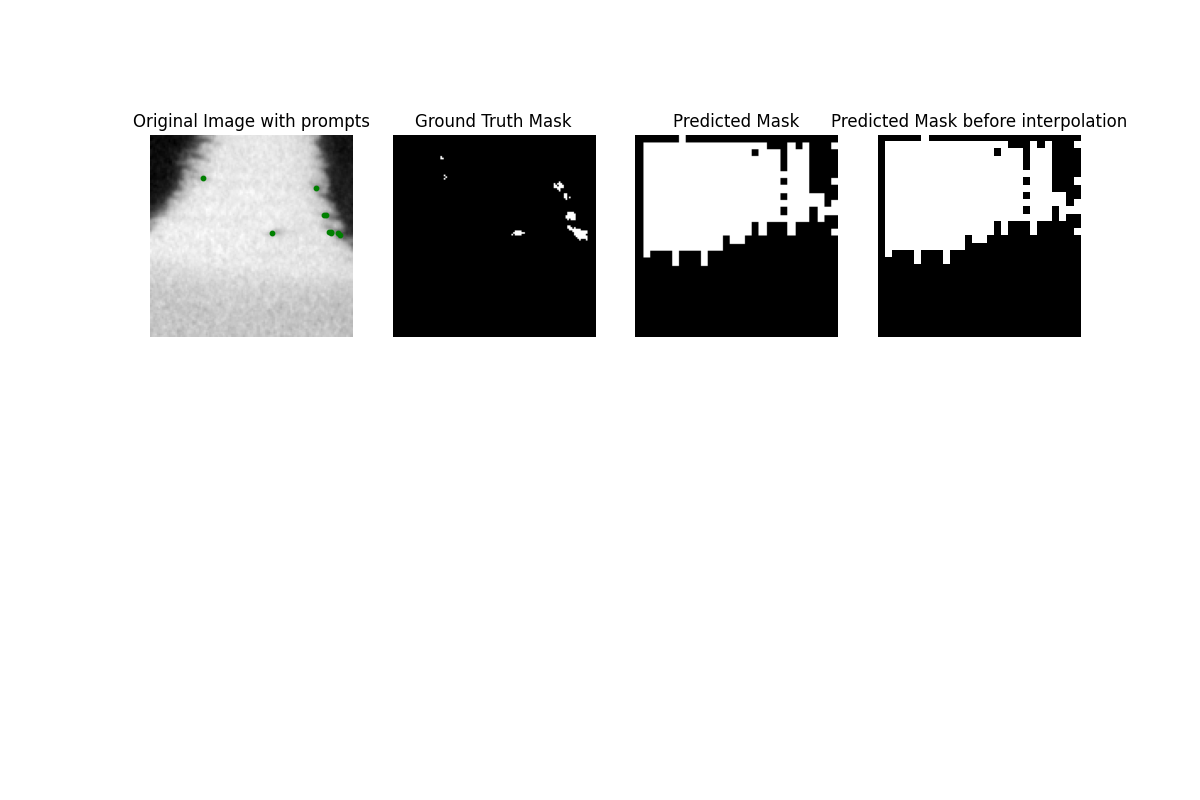 Original Image with prompts
Ground Truth Mask
Predicted Mask
Predicted Mask before interpolation